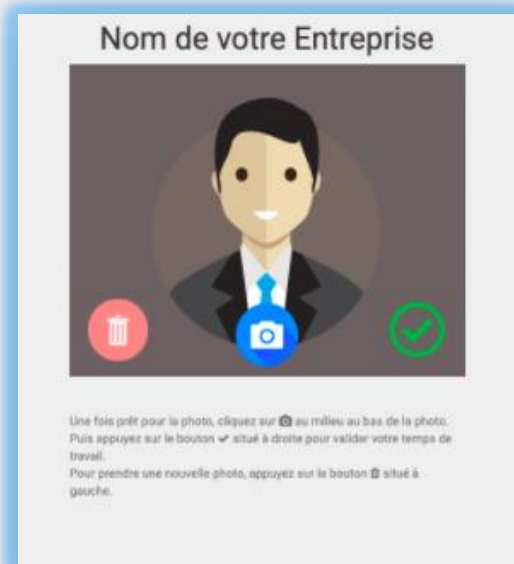 Nom de votre Entreprise
Une fois prêt pour la photo, cliquez sur au milieu au bas de la photo.
Puis appuyez sur le bouton situé à droite pour valider votre temps de
travail.
Pour prendre une nouvelle photo, appuyez sur le bouton situé à
gauche.